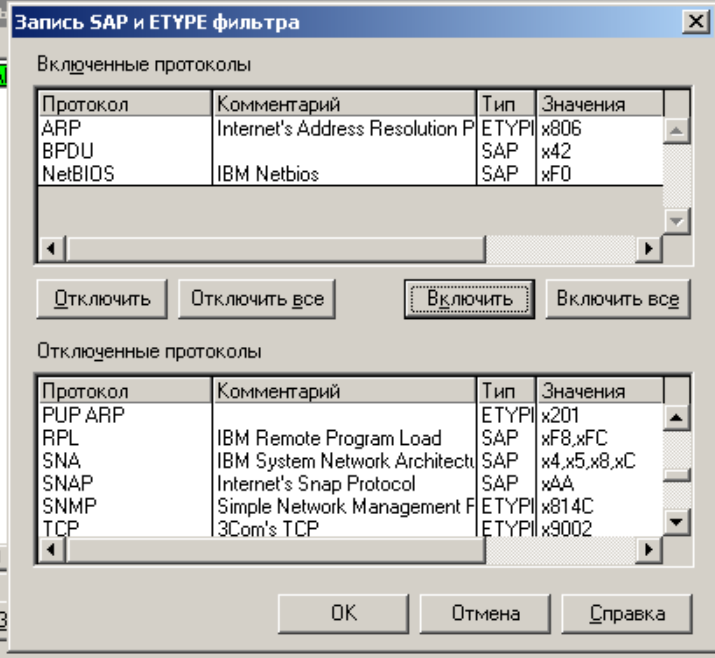 Запись SAP и ETYPE фильтра
Включенные протоколы
Протокол Комментарий Тип Значения
ARP Internet's Address Resolution P ETYPI x806
BPDU SAP x42
NetBIOS IBM Netbios SAP xF0
Отключить Отключить все Включить Включить все
Отключенные протоколы
Протокол Комментарий Тип Значения
PUP ARP ETYPI x201
RPL IBM Remote Program Load SAP xF8,xFC
SNA IBM System Network Architectu SAP x4,x5,x8,xC
SNAP Internet's Snap Protocol SAP xAA
SNMP Simple Network Management F ETYPI x814C
TCP 3Com's TCP ETYPI x9002
OK Отмена Справка